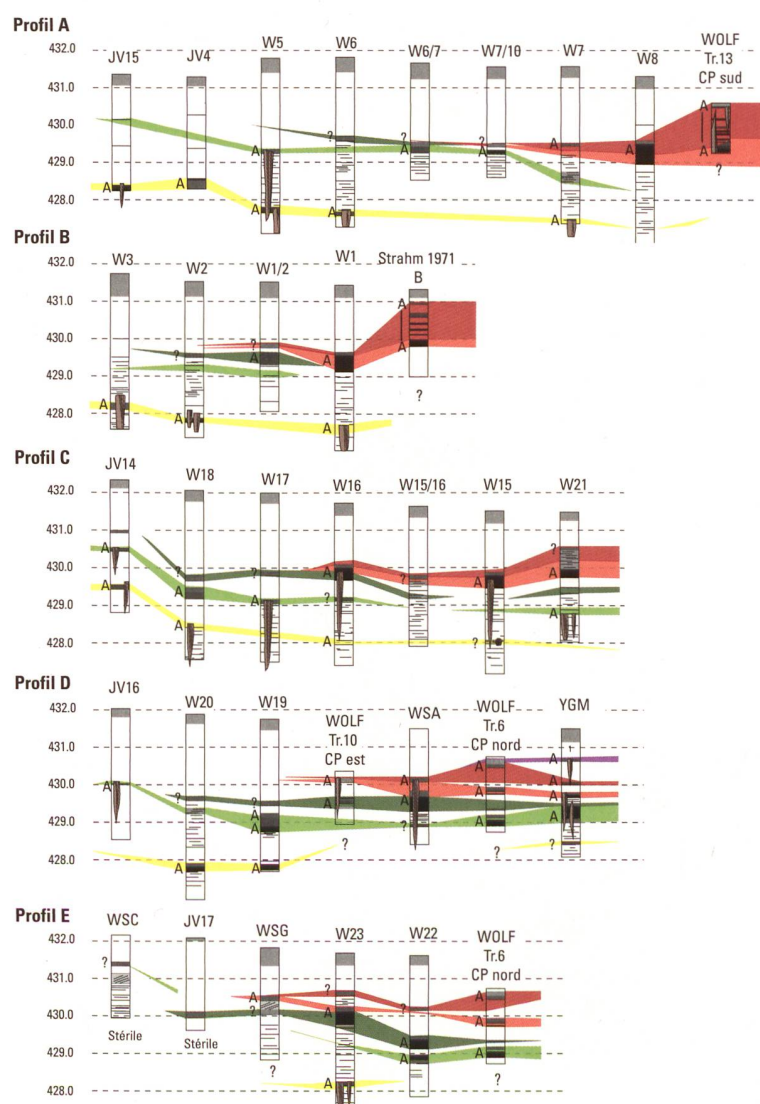 Profil A
JV15 JV4 W5 W6 W6/7 W7/10 W7 W8 WOLF
Tr.13
CP sud
432.0
431.0
430.0
429.0
428.0
A A A A ? ? ? A A A A
?
Profil B
W3 W2 W1/2 W1 Strahm 1971
B
432.0
431.0
430.0
429.0
428.0
A ? A ? A A A A A
?
Profil C
JV14 W18 W17 W16 W15/16 W15 W21
432.0
431.0
430.0
429.0
428.0
A A ? A ? A A ? A ? A ? A ? A A
Profil D
JV16 W20 W19 WOLF
Tr.10
CP est
WSA WOLF
Tr.6
CP nord
YGM
432.0
431.0
430.0
429.0
428.0
A ? A ? A A A A A ? A ? A A A A A A
? ? ?
Profil E
WSC JV17 WSG W23 W22 WOLF
Tr.6
CP nord
432.0
431.0
430.0
429.0
428.0
? A ? ? A A ? A A A A A
Stérile Stérile
? ?